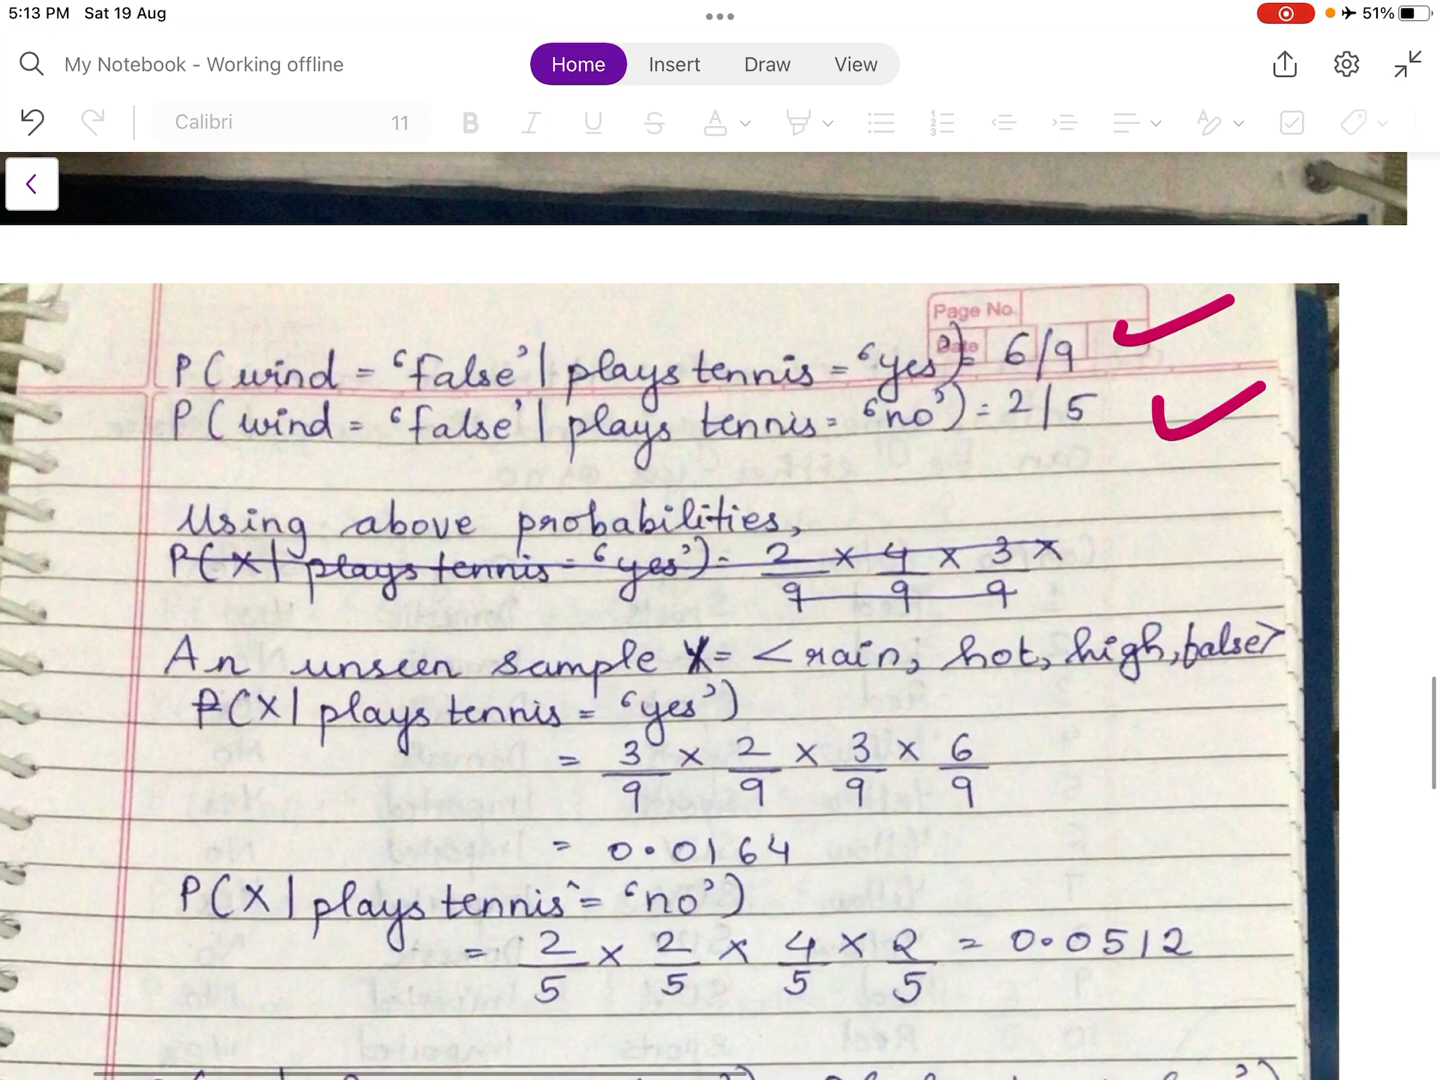 5:13 PM Sat 19 Aug
51%
My Notebook - Working offline
Home Insert Draw View
Calibri 11 B I U S A
Page No.
Date
P(wind = 'false' | plays tennis = 'yes') = 6/9
P(wind = 'false' | plays tennis = 'no') = 2/5
Using above probabilities,
P(X | plays tennis = 'yes') = 2/9 × 4/9 × 3/9 ×
An unseen sample X = <rain, hot, high, false>
P(X | plays tennis = 'yes')
= 3/9 × 2/9 × 3/9 × 6/9
= 0.0164
P(X | plays tennis = 'no')
= 2/5 × 2/5 × 4/5 × 2/5 = 0.0512